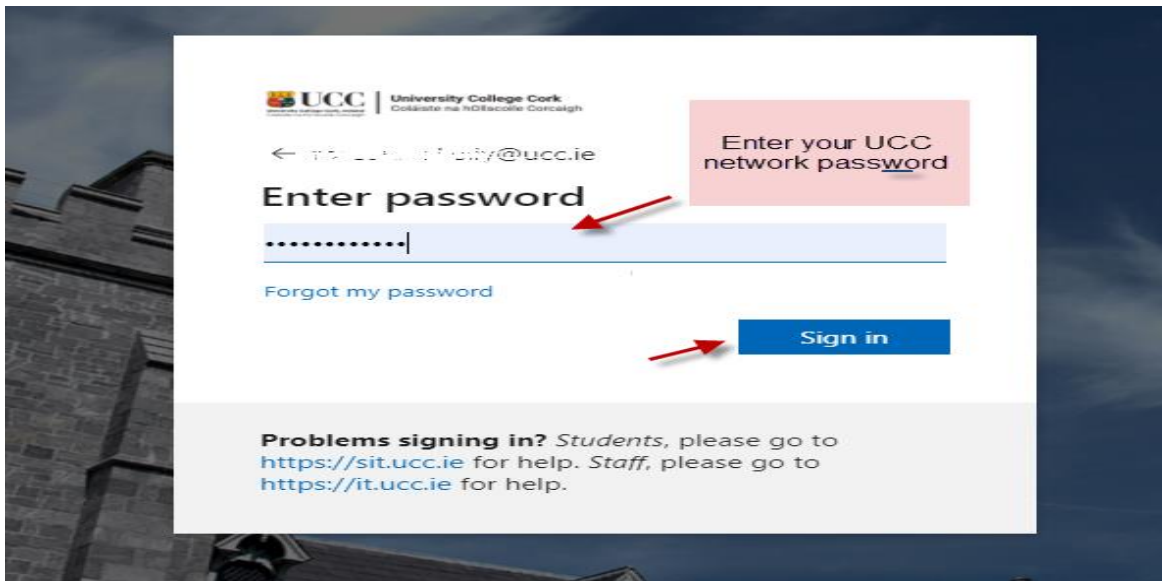 UCC
University College Cork
Coláiste na hOllscoile Corcaigh
@ucc.ie
Enter your UCC
network password
Enter password
Forgot my password
Sign in
Problems signing in? Students, please go to
https://sit.ucc.ie for help. Staff, please go to
https://it.ucc.ie for help.